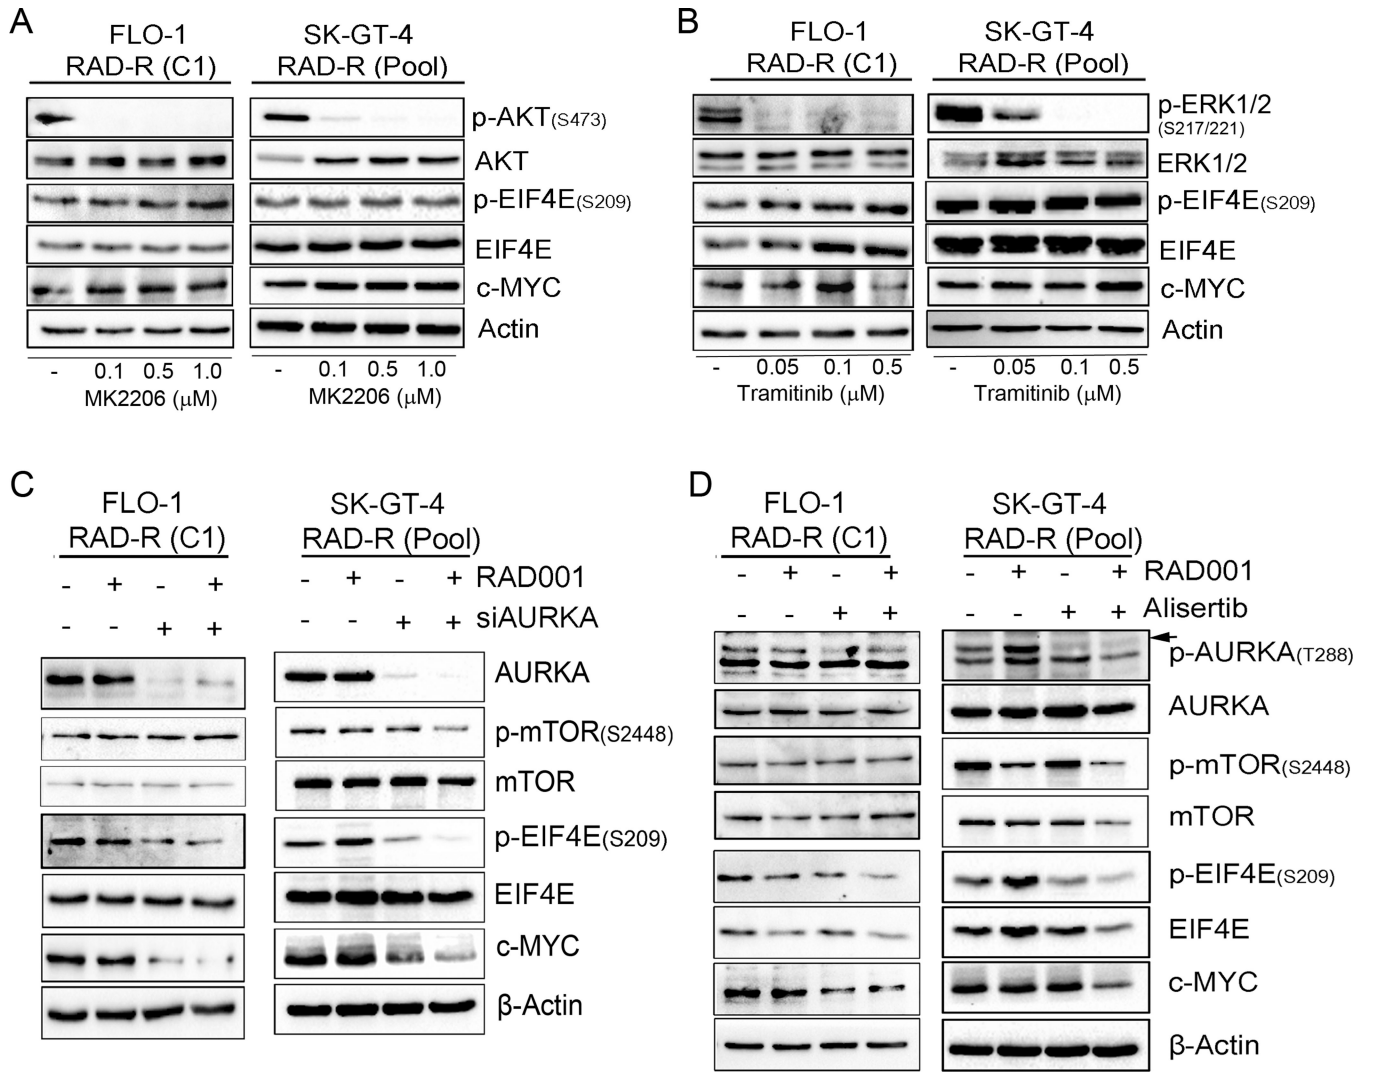 A
FLO-1
RAD-R (C1)
SK-GT-4
RAD-R (Pool)
p-AKT(S473)
AKT
p-EIF4E(S209)
EIF4E
c-MYC
Actin
- 0.1 0.5 1.0
MK2206 (μM)
- 0.1 0.5 1.0
MK2206 (μM)
B
FLO-1
RAD-R (C1)
SK-GT-4
RAD-R (Pool)
p-ERK1/2
(S217/221)
ERK1/2
p-EIF4E(S209)
EIF4E
c-MYC
Actin
- 0.05 0.1 0.5
Tramitinib (μM)
- 0.05 0.1 0.5
Tramitinib (μM)
C
FLO-1
RAD-R (C1)
SK-GT-4
RAD-R (Pool)
- + - + - + - + RAD001
- - + + - - + + siAURKA
AURKA
p-mTOR(S2448)
mTOR
p-EIF4E(S209)
EIF4E
c-MYC
β-Actin
D
FLO-1
RAD-R (C1)
SK-GT-4
RAD-R (Pool)
- + - + - + - + RAD001
- - + + - - + + Alisertib
p-AURKA(T288)
AURKA
p-mTOR(S2448)
mTOR
p-EIF4E(S209)
EIF4E
c-MYC
β-Actin